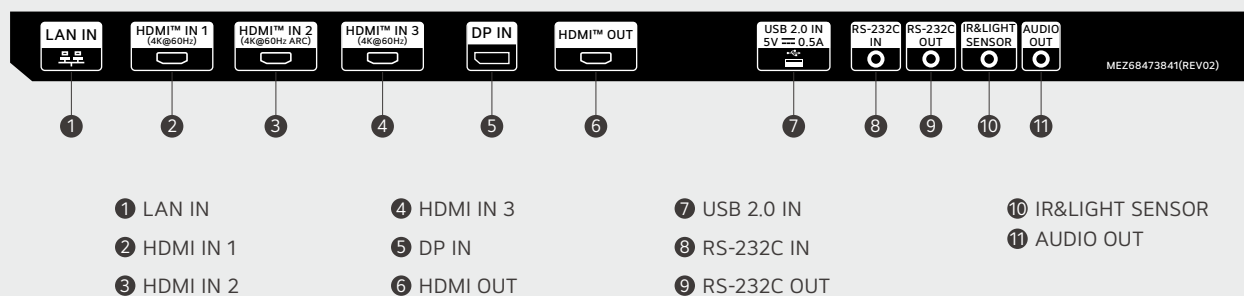 LAN IN
HDMI™ IN 1
(4K@60Hz)
HDMI™ IN 2
(4K@60Hz ARC)
HDMI™ IN 3
(4K@60Hz)
DP IN
HDMI™ OUT
USB 2.0 IN
5V ⎓ 0.5A
RS-232C
IN
RS-232C
OUT
IR&LIGHT
SENSOR
AUDIO
OUT
MEZ68473841(REV02)
1
2
3
4
5
6
7
8
9
10
11
1 LAN IN
2 HDMI IN 1
3 HDMI IN 2
4 HDMI IN 3
5 DP IN
6 HDMI OUT
7 USB 2.0 IN
8 RS-232C IN
9 RS-232C OUT
10 IR&LIGHT SENSOR
11 AUDIO OUT